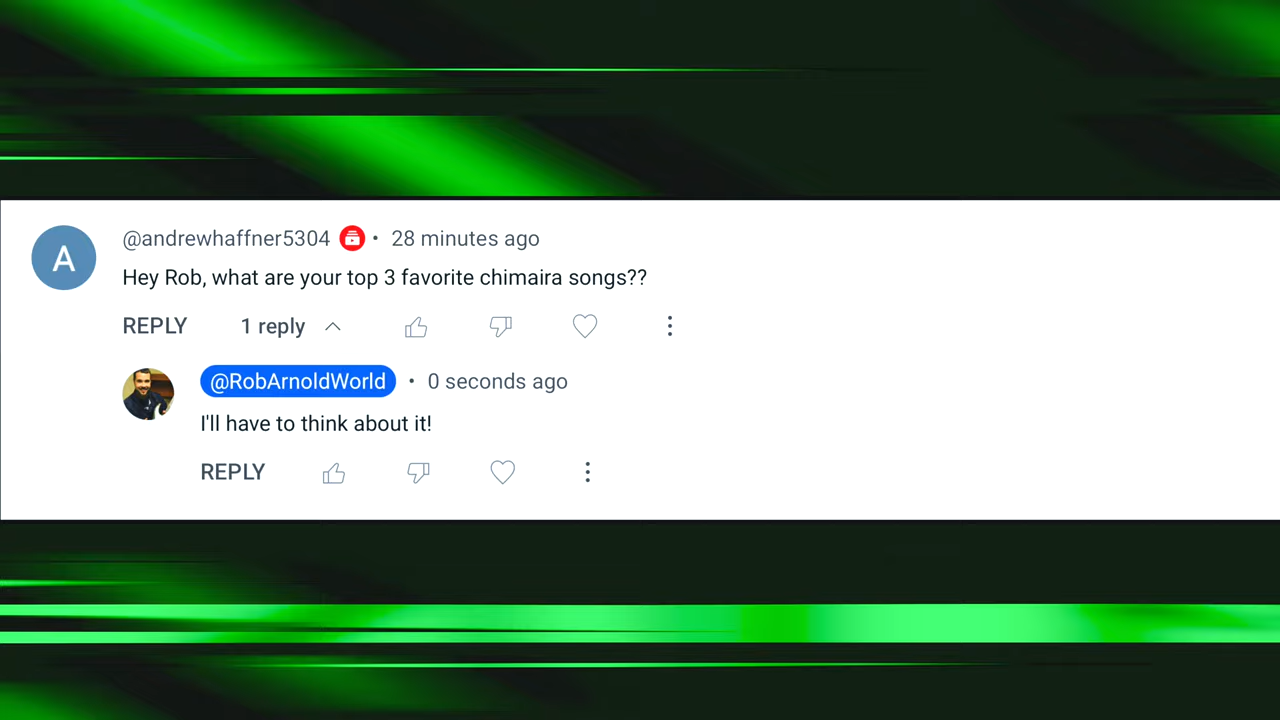 A
@andrewhaffner5304 • 28 minutes ago
Hey Rob, what are your top 3 favorite chimaira songs??
REPLY 1 reply
@RobArnoldWorld • 0 seconds ago
I'll have to think about it!
REPLY